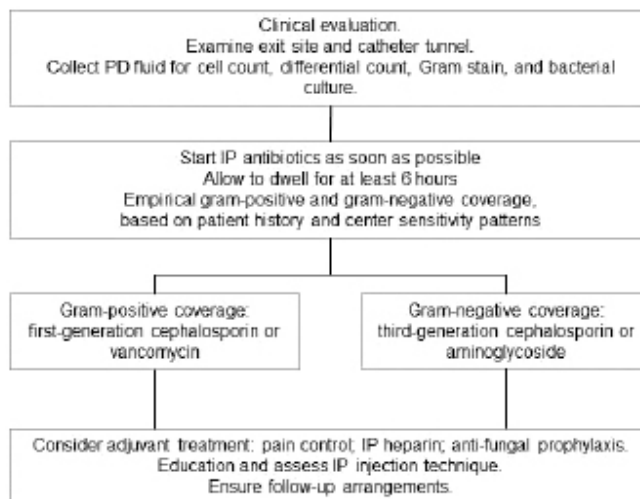 Clinical evaluation.
Examine exit site and catheter tunnel.
Collect PD fluid for cell count, differential count, Gram stain, and bacterial
culture.
Start IP antibiotics as soon as possible
Allow to dwell for at least 6 hours
Empirical gram-positive and gram-negative coverage,
based on patient history and center sensitivity patterns
Gram-positive coverage:
first-generation cephalosporin or
vancomycin
Gram-negative coverage:
third-generation cephalosporin or
aminoglycoside
Consider adjuvant treatment: pain control; IP heparin; anti-fungal prophylaxis.
Education and assess IP injection technique.
Ensure follow-up arrangements.